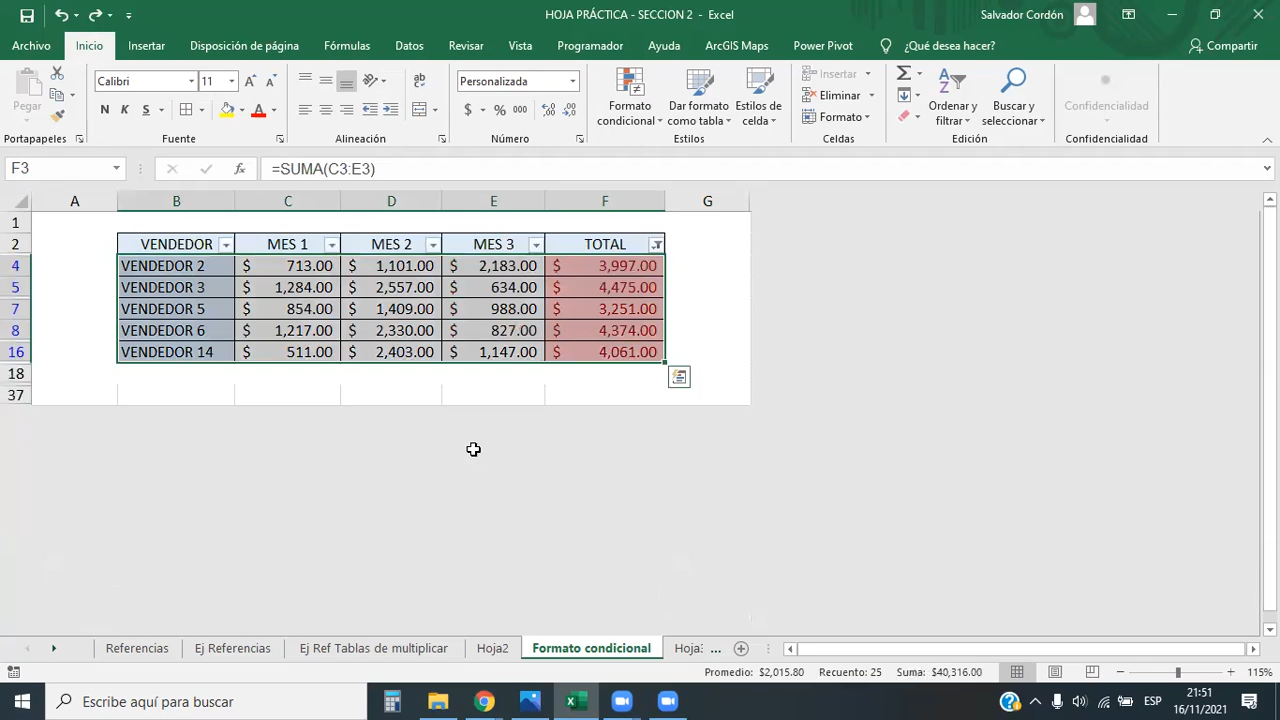 HOJA PRÁCTICA - SECCION 2 - Excel
Salvador Cordón
Archivo Inicio Insertar Disposición de página Fórmulas Datos Revisar Vista Programador Ayuda ArcGIS Maps Power Pivot ¿Qué desea hacer? Compartir
Pegar
Calibri 11
N K S
ab
Personalizada
$ % 000
Formato condicional
Dar formato como tabla
Estilos de celda
Insertar
Eliminar
Formato
Ordenar y filtrar
Buscar y seleccionar
Confidencialidad
Portapapeles Fuente Alineación Número Estilos Celdas Edición Confidencialidad
F3 fx =SUMA(C3:E3)
A B C D E F G
1
2 VENDEDOR MES 1 MES 2 MES 3 TOTAL
4 VENDEDOR 2 $ 713.00 $ 1,101.00 $ 2,183.00 $ 3,997.00
5 VENDEDOR 3 $ 1,284.00 $ 2,557.00 $ 634.00 $ 4,475.00
7 VENDEDOR 5 $ 854.00 $ 1,409.00 $ 988.00 $ 3,251.00
8 VENDEDOR 6 $ 1,217.00 $ 2,330.00 $ 827.00 $ 4,374.00
16 VENDEDOR 14 $ 511.00 $ 2,403.00 $ 1,147.00 $ 4,061.00
18
37
Referencias Ej Referencias Ej Ref Tablas de multiplicar Hoja2 Formato condicional Hoja3 ...
Promedio: $2,015.80 Recuento: 25 Suma: $40,316.00 115%
Escribe aquí para buscar
ESP
21:51
16/11/2021